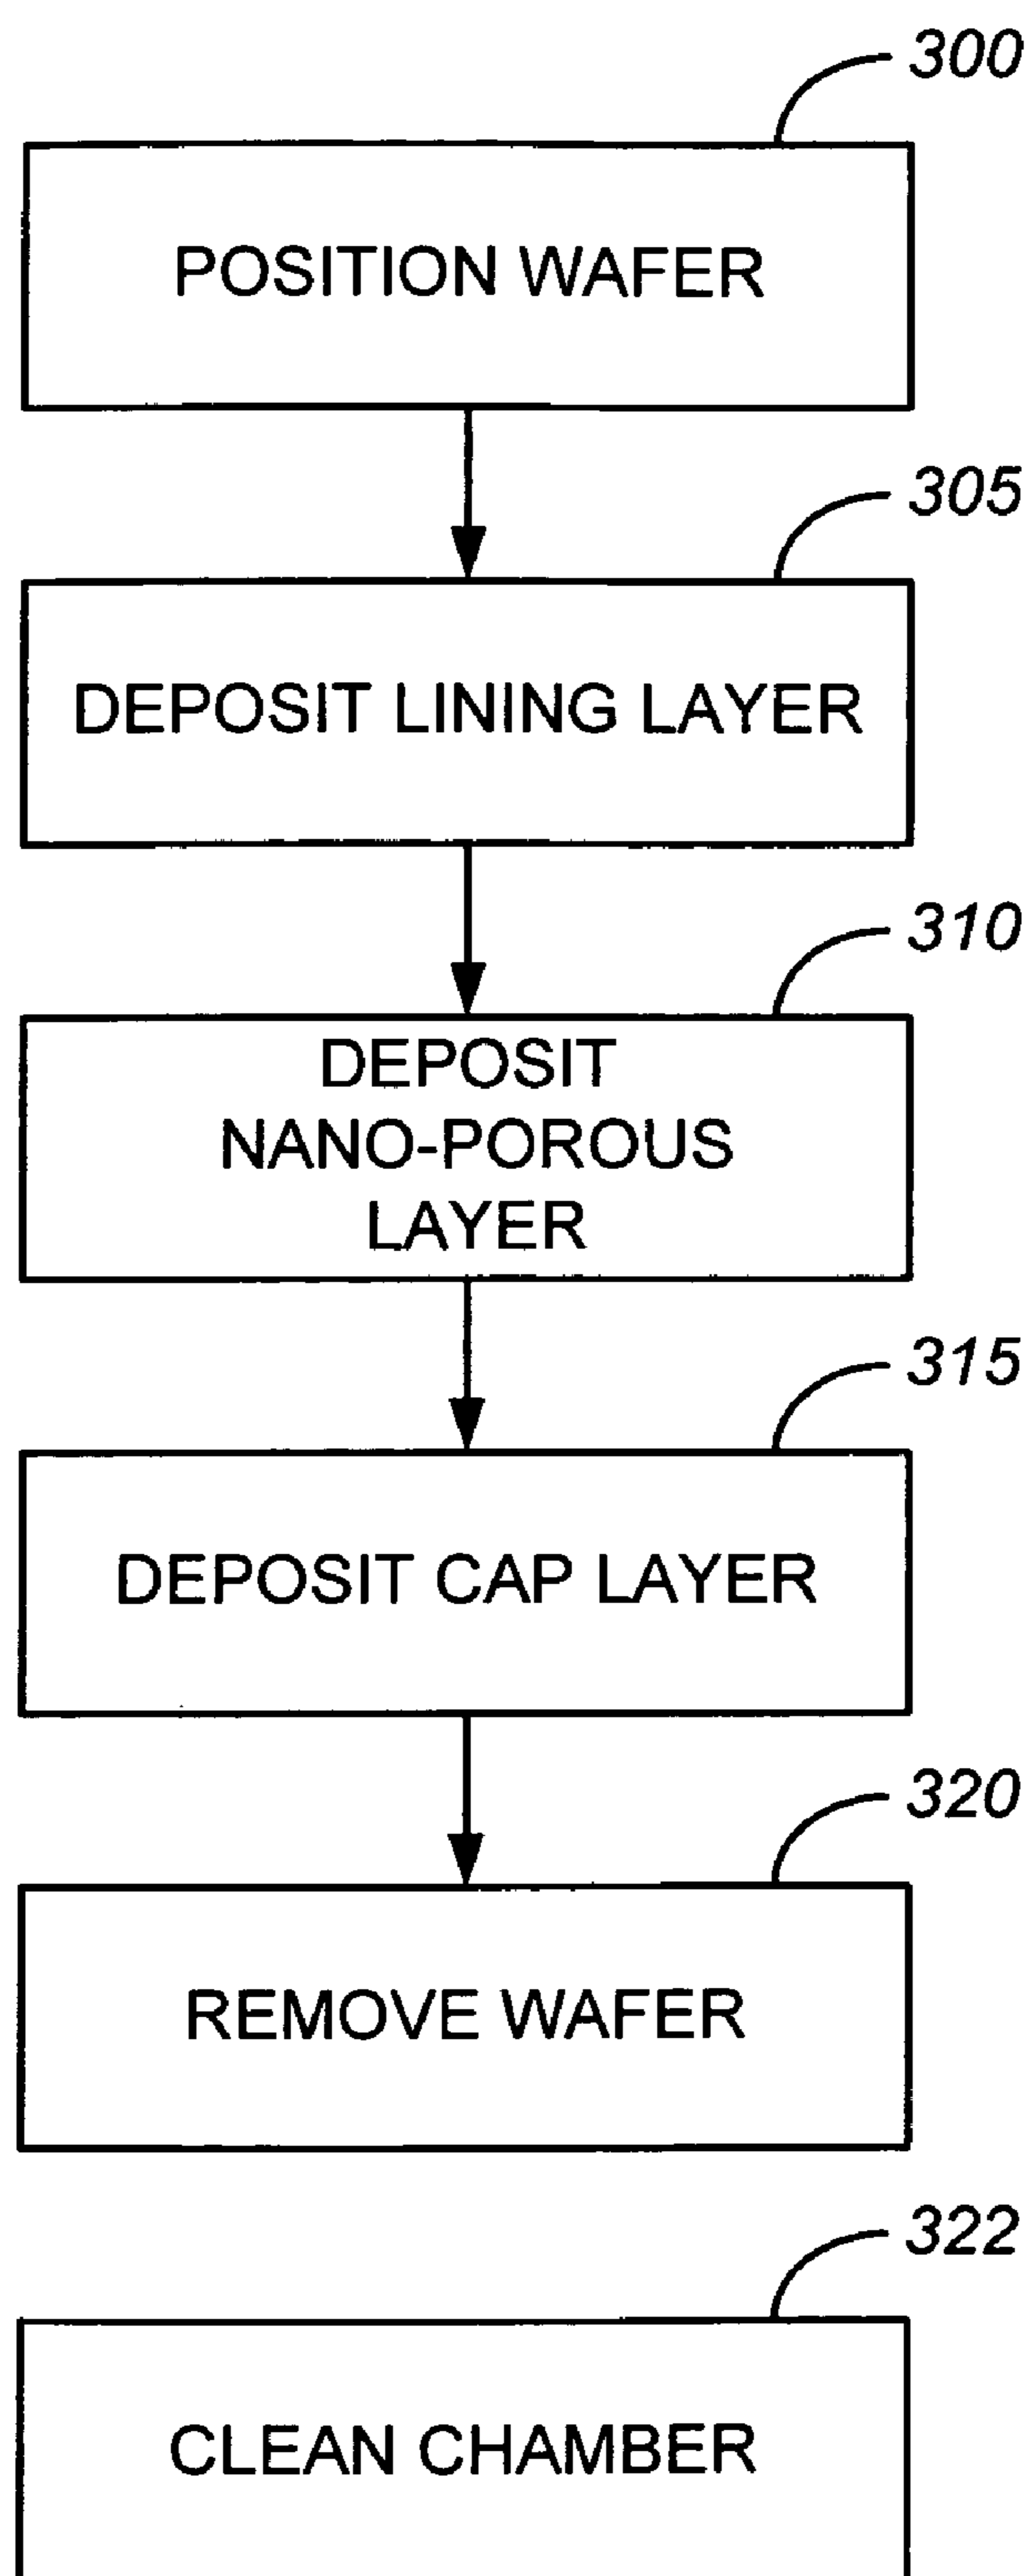 300
POSITION WAFER
305
DEPOSIT LINING LAYER
310
DEPOSIT
NANO-POROUS
LAYER
315
DEPOSIT CAP LAYER
320
REMOVE WAFER
322
CLEAN CHAMBER